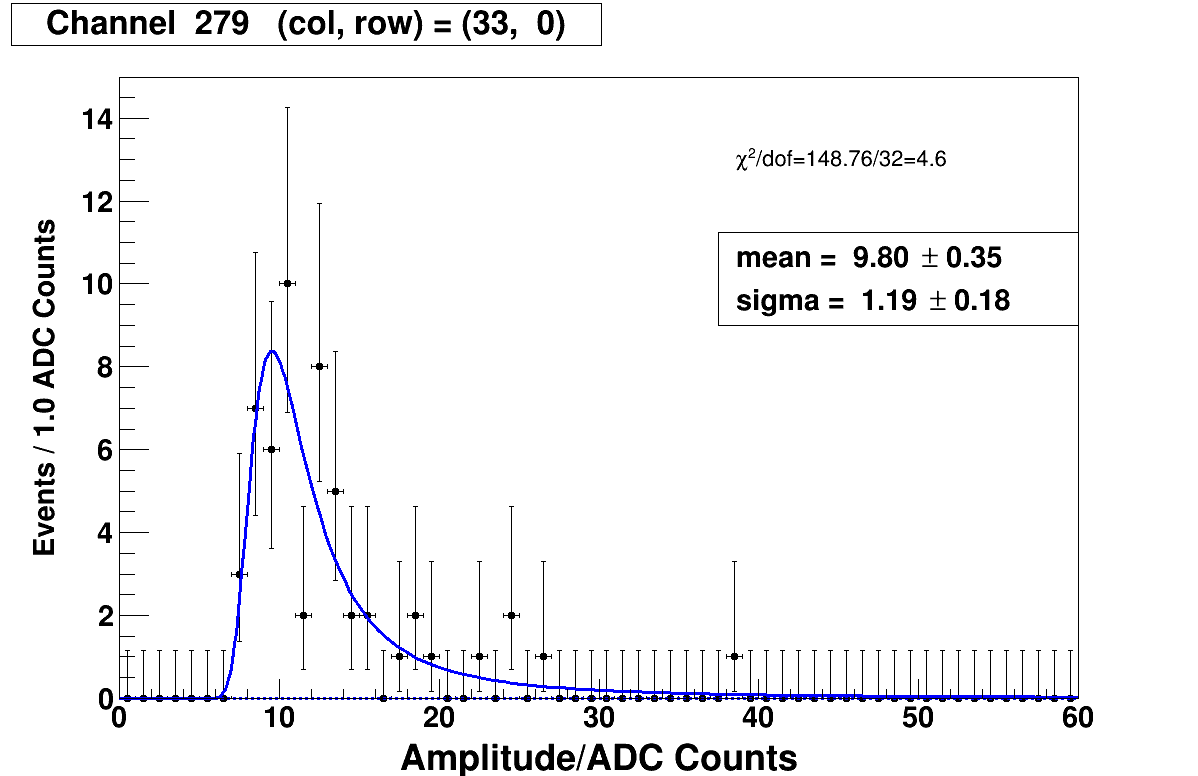 Channel 279 (col, row) = (33, 0)
14
12
10
8
6
4
2
0
Events / 1.0 ADC Counts
χ²/dof=148.76/32=4.6
mean = 9.80 ± 0.35
sigma = 1.19 ± 0.18
0 10 20 30 40 50 60
Amplitude/ADC Counts